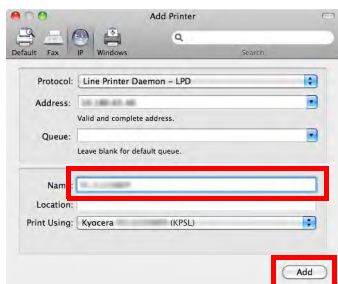 Add Printer
Default Fax IP Windows Search
Protocol: Line Printer Daemon – LPD
Address:
Valid and complete address.
Queue:
Leave blank for default queue.
Name:
Location:
Print Using: Kyocera (KPSL)
Add